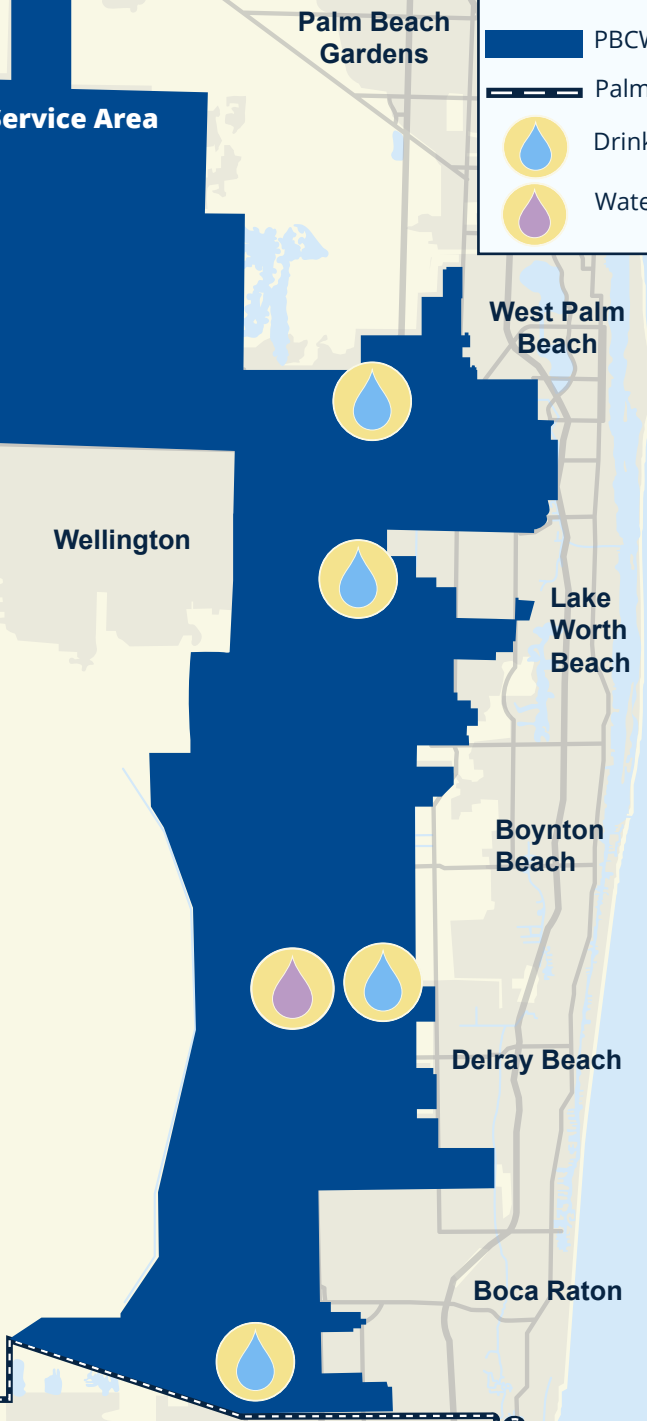 Palm Beach
Gardens
PBCW
Palm
Drink
Wate
Service Area
West Palm
Beach
Wellington
Lake
Worth
Beach
Boynton
Beach
Delray Beach
Boca Raton